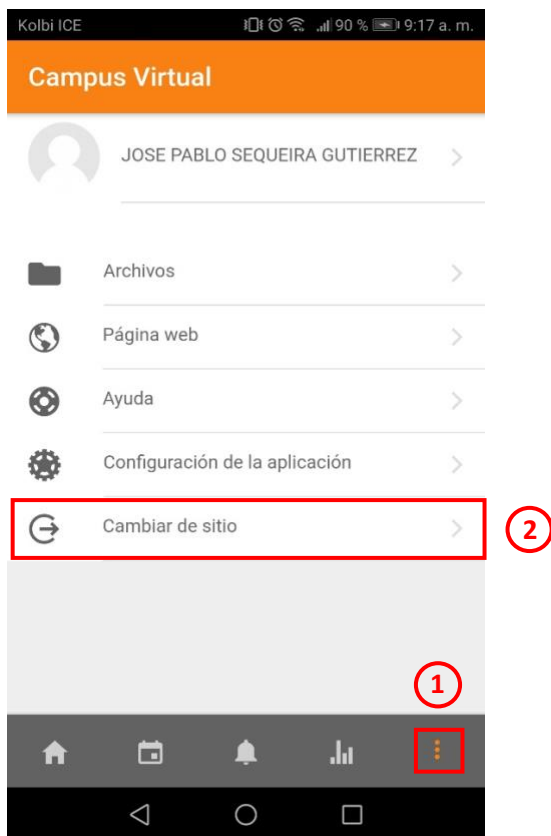 Kolbi ICE 90 % 9:17 a. m.
Campus Virtual
JOSE PABLO SEQUEIRA GUTIERREZ
Archivos
Página web
Ayuda
Configuración de la aplicación
Cambiar de sitio
2
1